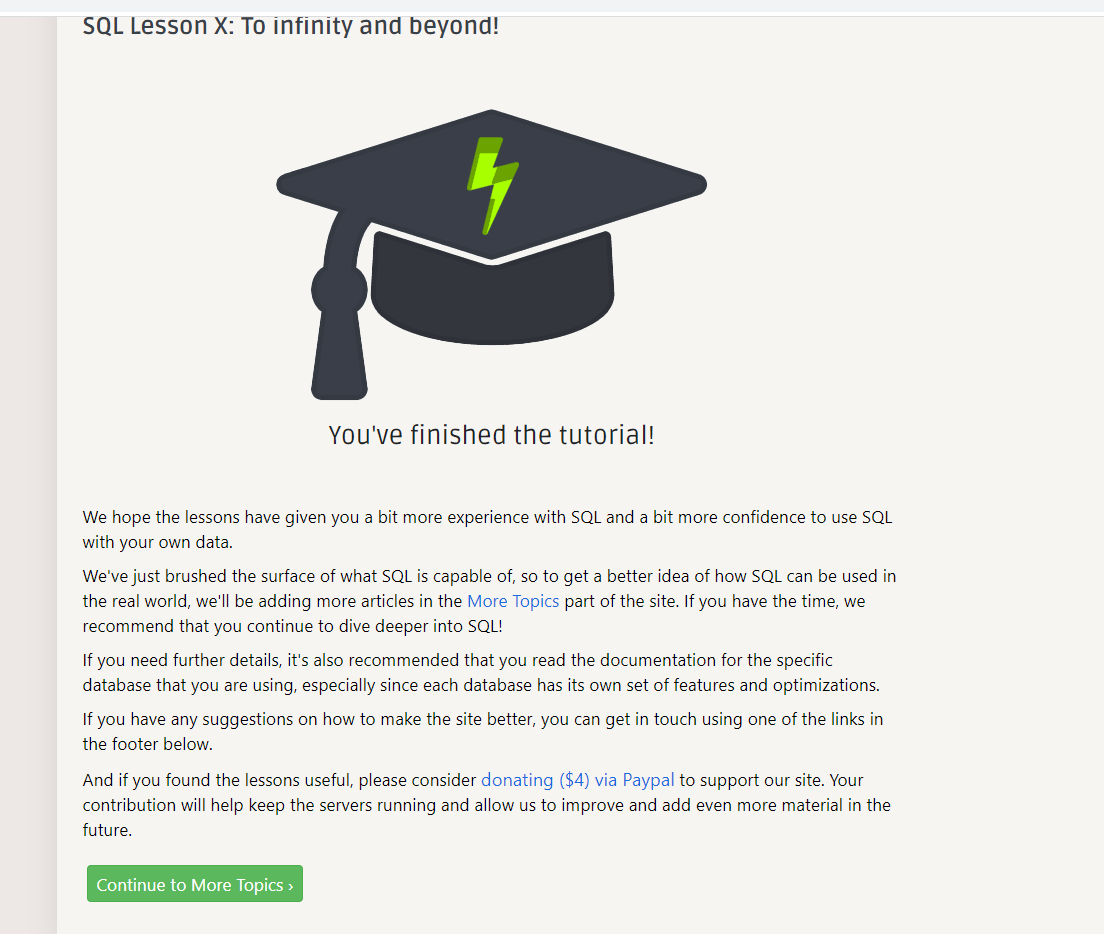 SQL Lesson X: To infinity and beyond!
You've finished the tutorial!
We hope the lessons have given you a bit more experience with SQL and a bit more confidence to use SQL
with your own data.
We've just brushed the surface of what SQL is capable of, so to get a better idea of how SQL can be used in
the real world, we'll be adding more articles in the More Topics part of the site. If you have the time, we
recommend that you continue to dive deeper into SQL!
If you need further details, it's also recommended that you read the documentation for the specific
database that you are using, especially since each database has its own set of features and optimizations.
If you have any suggestions on how to make the site better, you can get in touch using one of the links in
the footer below.
And if you found the lessons useful, please consider donating ($4) via Paypal to support our site. Your
contribution will help keep the servers running and allow us to improve and add even more material in the
future.
Continue to More Topics ›